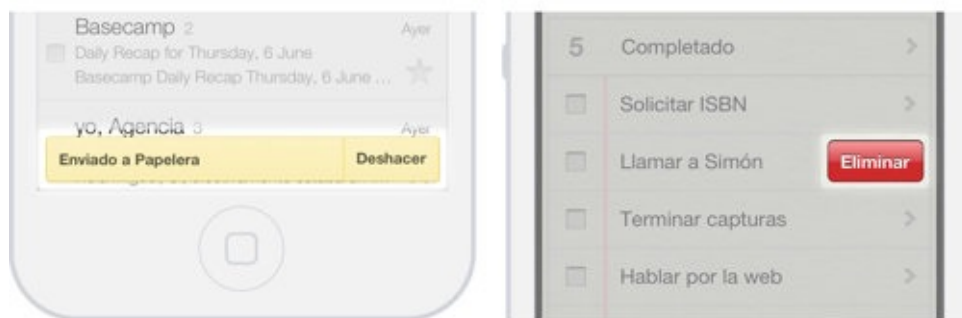 Basecamp 2 Ayer
Daily Recap for Thursday, 6 June
Basecamp Daily Recap Thursday, 6 June ...
yo, Agencia 3 Ayer
Enviado a Papelera Deshacer
5 Completado
Solicitar ISBN
Llamar a Simón Eliminar
Terminar capturas
Hablar por la web